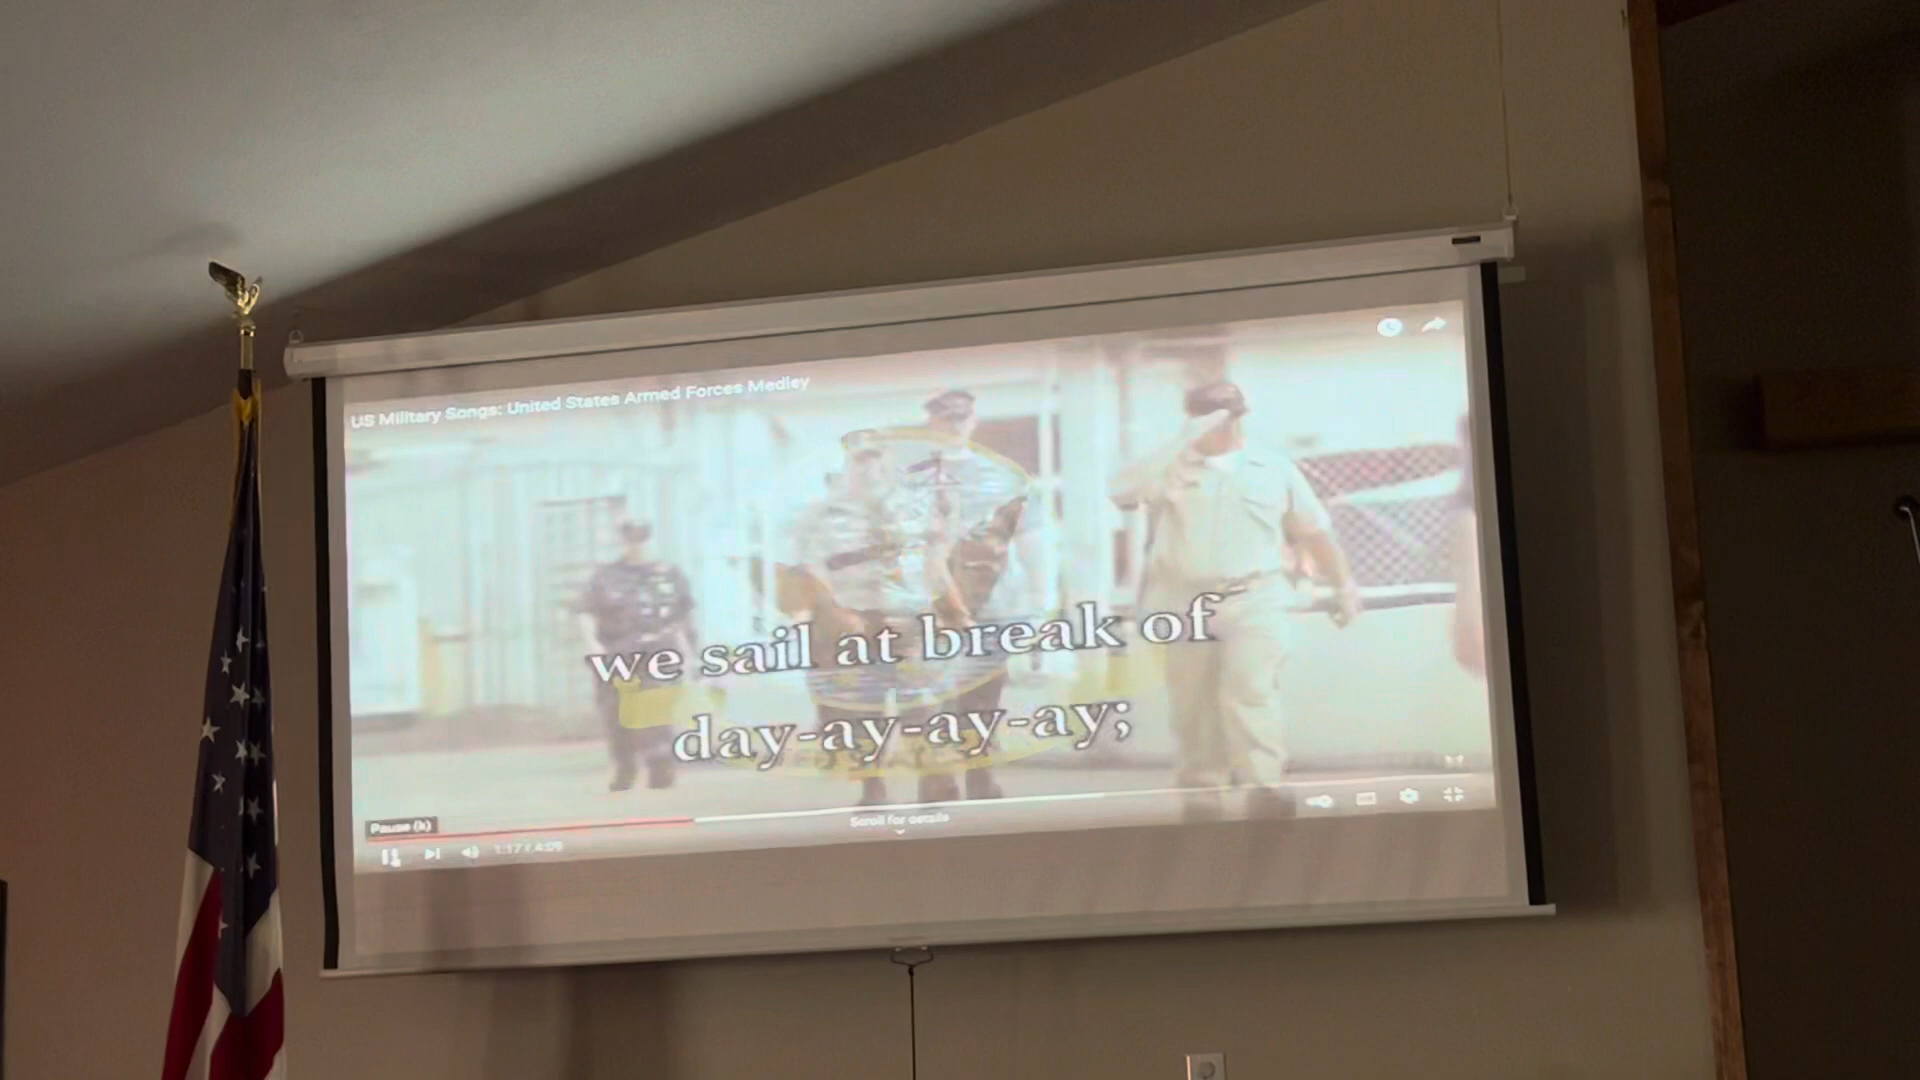 US Military Songs: United States Armed Forces Medley
we sail at break of
day-ay-ay-ay;
Pause (k)
Scroll for details
1:17 / 4:09